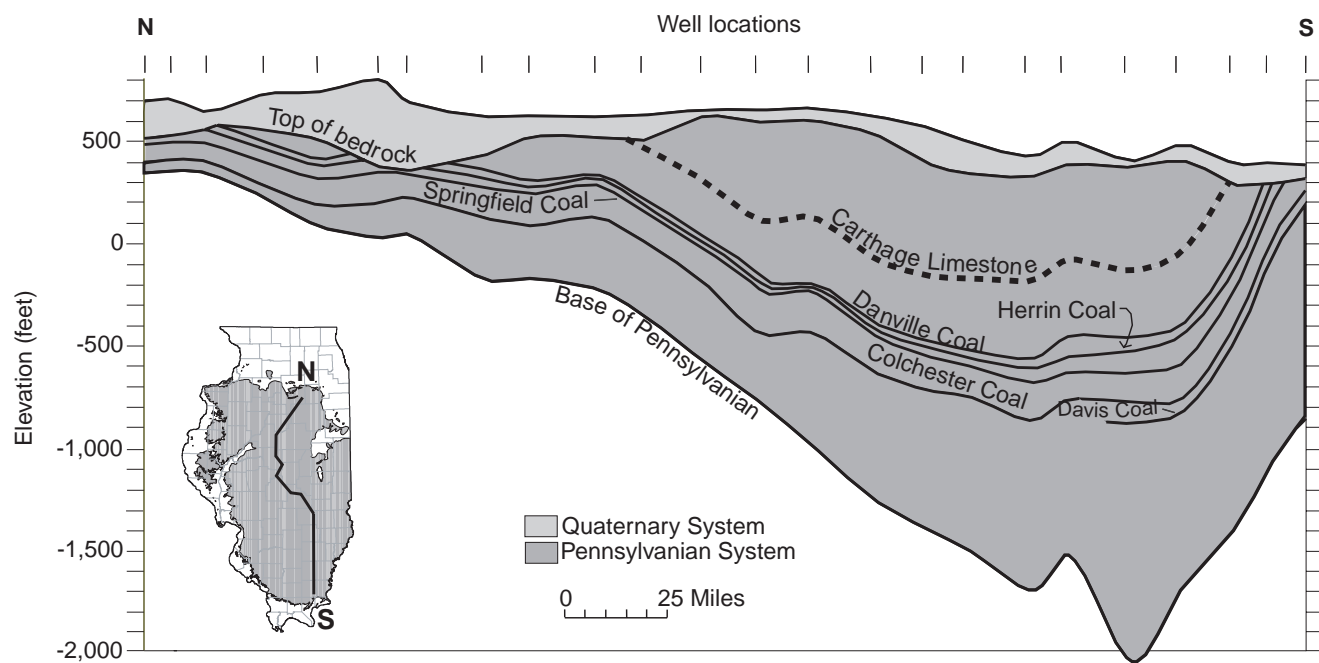 N
Well locations
S
Top of bedrock
500
Springfield Coal
Carthage Limestone
0
Herrin Coal
Danville Coal
Base of Pennsylvanian
-500
Colchester Coal
Davis Coal
Elevation (feet)
N
-1,000
Quaternary System
-1,500
Pennsylvanian System
0 25 Miles
S
-2,000